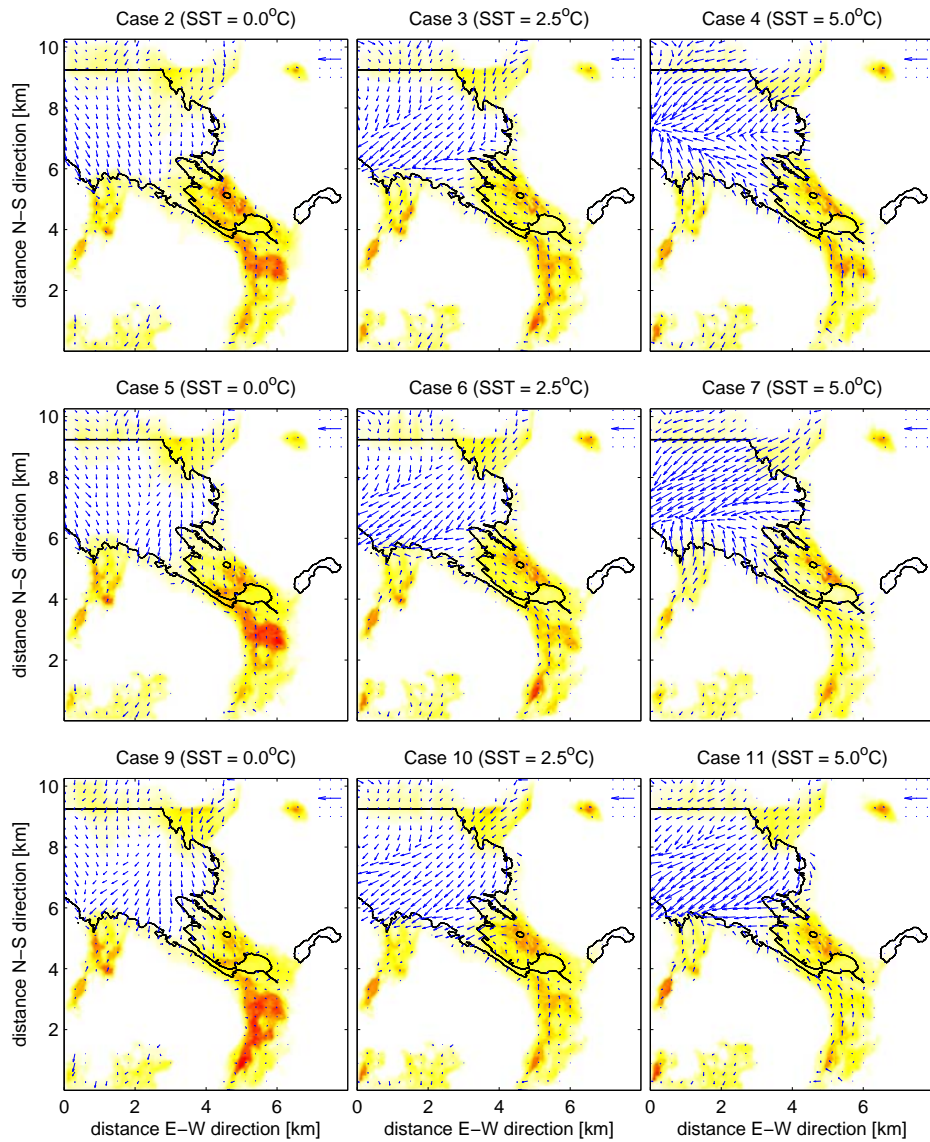 Case 2 (SST = 0.0°C)
Case 3 (SST = 2.5°C)
Case 4 (SST = 5.0°C)
10
8
6
4
2
distance N−S direction [km]
Case 5 (SST = 0.0°C)
Case 6 (SST = 2.5°C)
Case 7 (SST = 5.0°C)
10
8
6
4
2
distance N−S direction [km]
Case 9 (SST = 0.0°C)
Case 10 (SST = 2.5°C)
Case 11 (SST = 5.0°C)
10
8
6
4
2
distance N−S direction [km]
0 2 4 6
0 2 4 6
0 2 4 6
distance E−W direction [km]
distance E−W direction [km]
distance E−W direction [km]